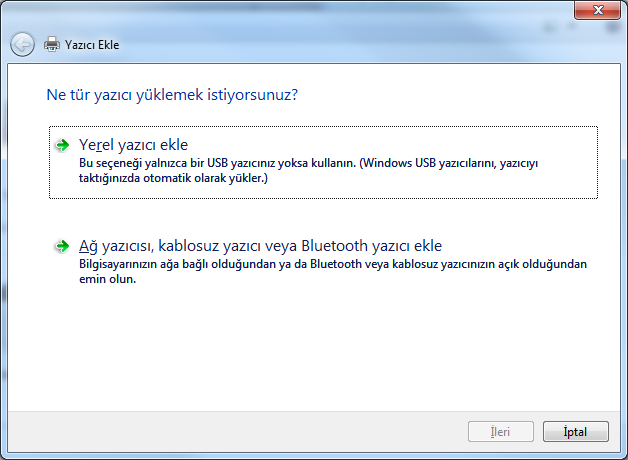 Yazıcı Ekle
Ne tür yazıcı yüklemek istiyorsunuz?
Yerel yazıcı ekle
Bu seçeneği yalnızca bir USB yazıcınız yoksa kullanın. (Windows USB yazıcılarını, yazıcıyı
taktığınızda otomatik olarak yükler.)
Ağ yazıcısı, kablosuz yazıcı veya Bluetooth yazıcı ekle
Bilgisayarınızın ağa bağlı olduğundan ya da Bluetooth veya kablosuz yazıcınızın açık olduğundan
emin olun.
İleri
İptal